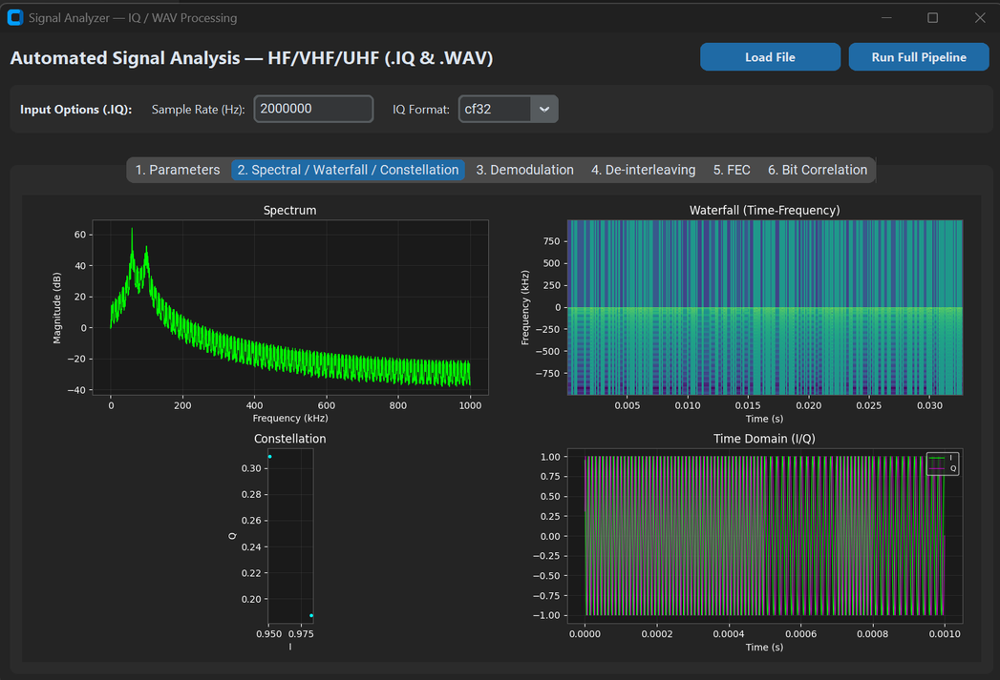 Signal Analyzer — IQ / WAV Processing
Automated Signal Analysis — HF/VHF/UHF (.IQ & .WAV)
Load File
Run Full Pipeline
Input Options (.IQ):
Sample Rate (Hz):
2000000
IQ Format:
cf32
1. Parameters
2. Spectral / Waterfall / Constellation
3. Demodulation
4. De-interleaving
5. FEC
6. Bit Correlation
Spectrum
60
40
20
0
−20
−40
Magnitude (dB)
0 200 400 600 800 1000
Frequency (kHz)
Waterfall (Time-Frequency)
750
500
250
0
−250
−500
−750
Frequency (kHz)
0.005 0.010 0.015 0.020 0.025 0.030
Time (s)
Constellation
0.30
0.28
0.26
0.24
0.22
0.20
Q
0.950 0.975
I
Time Domain (I/Q)
1.00
0.75
0.50
0.25
0.00
−0.25
−0.50
−0.75
−1.00
I
Q
0.0000 0.0002 0.0004 0.0006 0.0008 0.0010
Time (s)